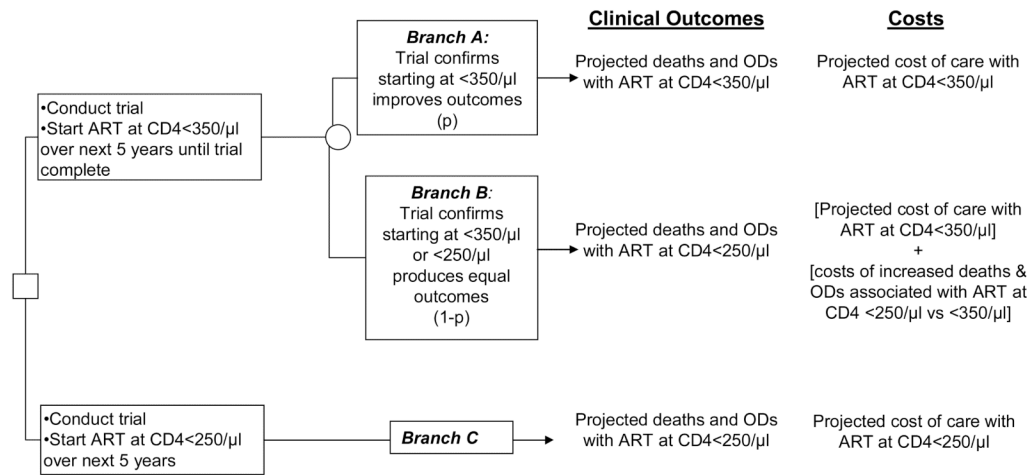 Clinical Outcomes
Costs
Branch A:
Trial confirms
starting at <350/µl
improves outcomes
(p)
Projected deaths and ODs
with ART at CD4<350/µl
Projected cost of care with
ART at CD4<350/µl
•Conduct trial
•Start ART at CD4<350/µl
over next 5 years until trial
complete
Branch B:
Trial confirms
starting at <350/µl
or <250/µl
produces equal
outcomes
(1-p)
Projected deaths and ODs
with ART at CD4<250/µl
[Projected cost of care with
ART at CD4<350/µl]
+
[costs of increased deaths &
ODs associated with ART at
CD4 <250/µl vs <350/µl]
•Conduct trial
•Start ART at CD4<250/µl
over next 5 years
Branch C
Projected deaths and ODs
with ART at CD4<250/µl
Projected cost of care with
ART at CD4<250/µl